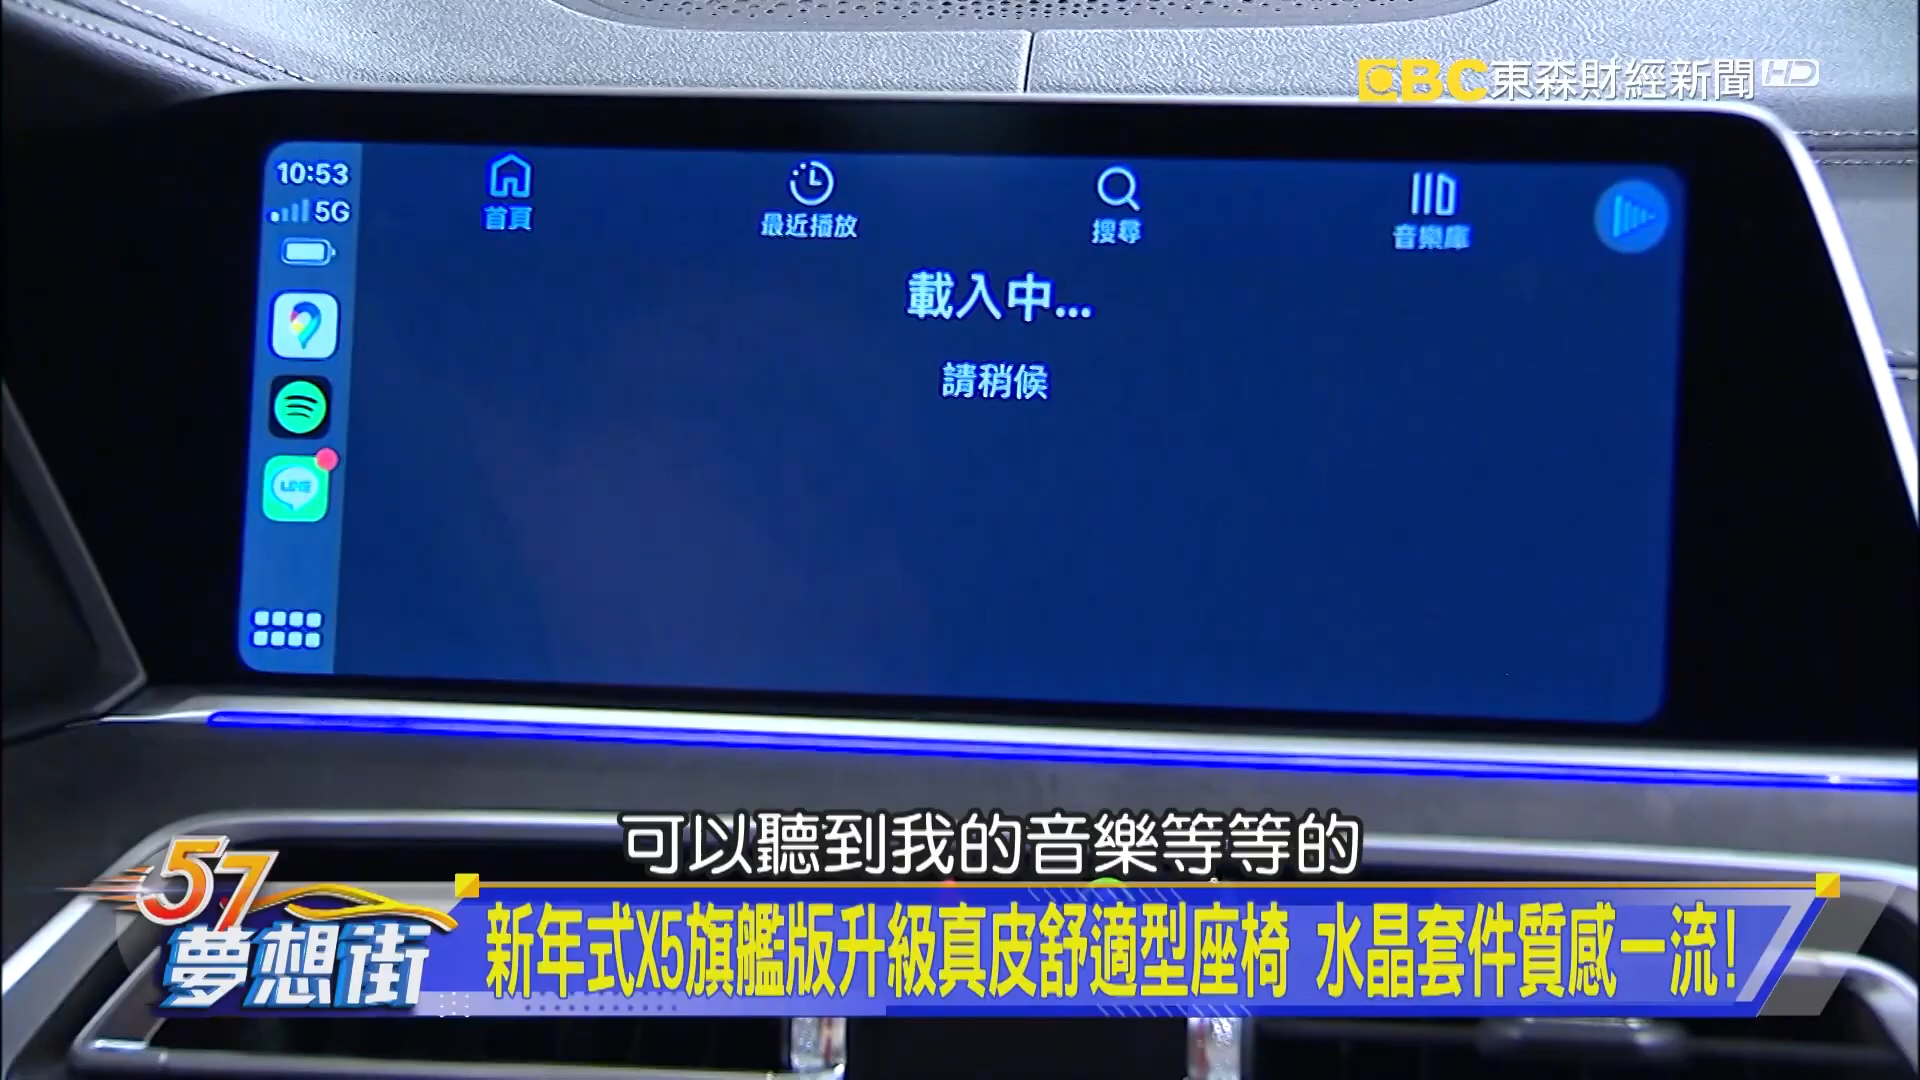 EBC東森財經新聞HD
10:53
5G
首頁
最近播放
搜尋
音樂庫
載入中...
請稍候
LINE
可以聽到我的音樂等等的
57夢想街
新年式X5旗艦版升級真皮舒適型座椅 水晶套件質感一流!